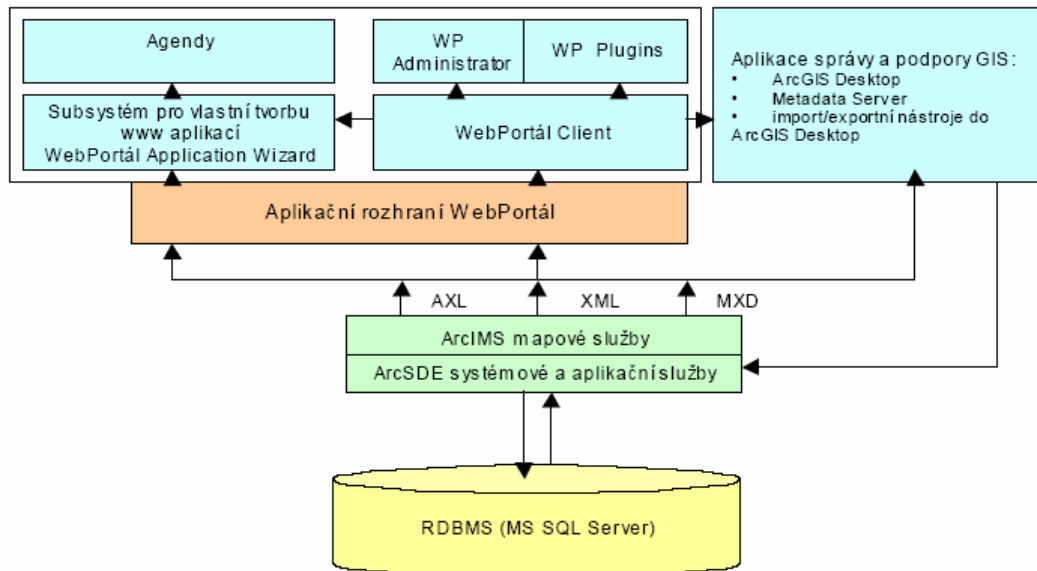 Agendy
WP
Administrator
WP Plugins
Aplikace správy a podpory GIS:
• ArcGIS Desktop
• Metadata Server
• import/exportní nástroje do
ArcGIS Desktop
Subsystém pro vlastní tvorbu
www aplikací
WebPortál Application Wizard
WebPortál Client
Aplikační rozhraní WebPortál
AXL
XML
MXD
ArcIMS mapové služby
ArcSDE systémové a aplikační služby
RDBMS (MS SQL Server)